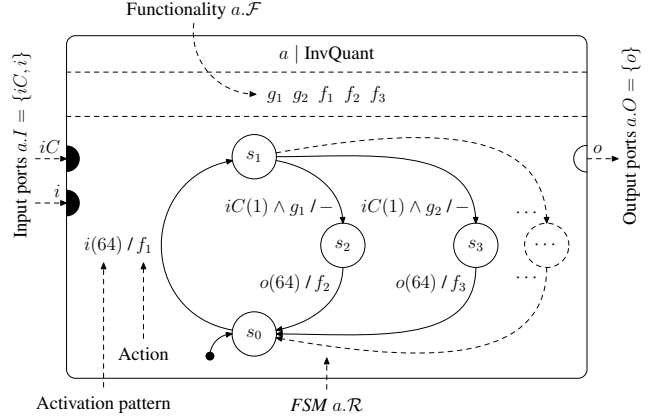 Functionality a.ℱ
a | InvQuant
g₁ g₂ f₁ f₂ f₃
Input ports a.I = {iC, i}
iC
i
o
Output ports a.O = {o}
s₁
iC(1) ∧ g₁ / −
iC(1) ∧ g₂ / −
...
i(64) / f₁
s₂
s₃
...
...
o(64) / f₂
o(64) / f₃
s₀
Action
Activation pattern
FSM a.ℛ